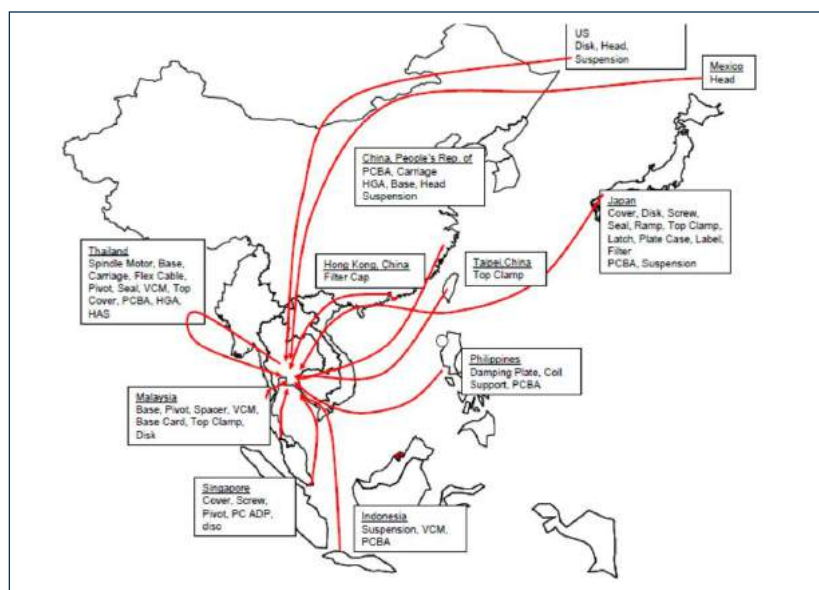 US
Disk, Head,
Suspension
Mexico
Head
China, People's Rep. of
PCBA, Carriage
HGA, Base, Head
Suspension
Japan
Cover, Disk, Screw,
Seal, Ramp, Top Clamp,
Latch, Plate Case, Label,
Filter
PCBA, Suspension
Thailand
Spindle Motor, Base,
Carriage, Flex Cable,
Pivot, Seal, VCM, Top
Cover, PCBA, HGA,
HAS
Hong Kong, China
Filter Cap
Taipei,China
Top Clamp
Philippines
Damping Plate, Coil
Support, PCBA
Malaysia
Base, Pivot, Spacer, VCM,
Base Card, Top Clamp,
Disk
Singapore
Cover, Screw,
Pivot, PC ADP,
disc
Indonesia
Suspension, VCM,
PCBA